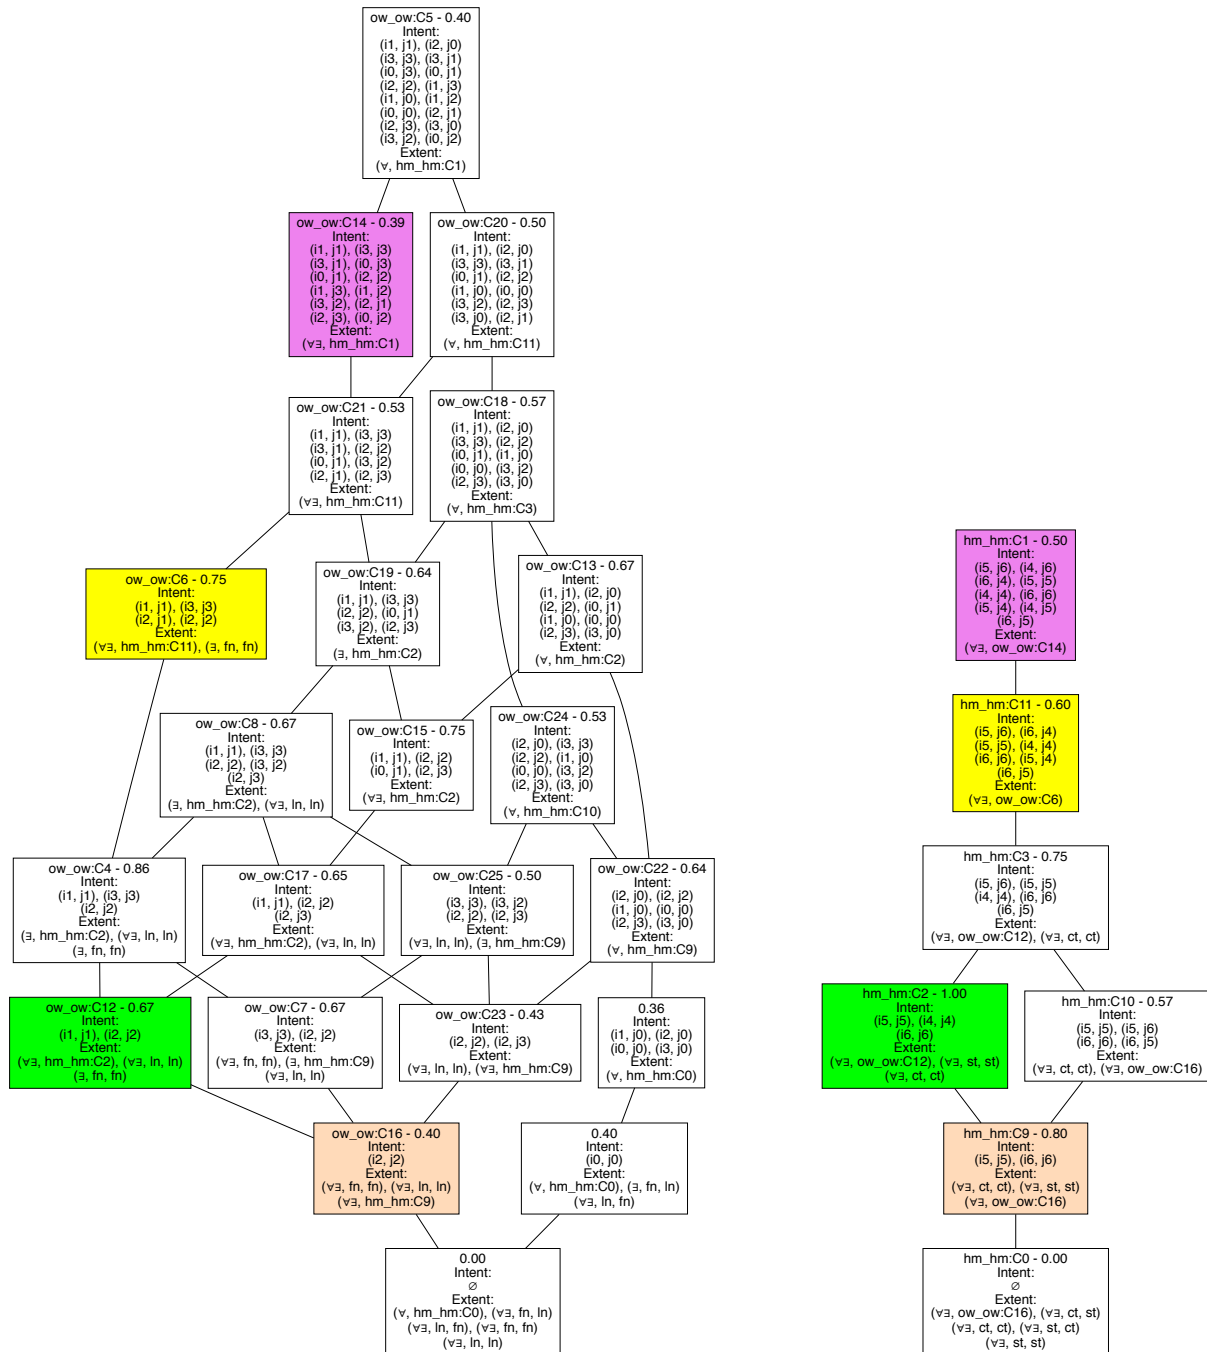 ow_ow:C5 - 0.40
Intent:
(i1, j1), (i2, j0)
(i3, j3), (i3, j1)
(i0, j3), (i0, j1)
(i2, j2), (i1, j3)
(i1, j0), (i1, j2)
(i0, j0), (i2, j1)
(i2, j3), (i3, j0)
(i3, j2), (i0, j2)
Extent:
(∀, hm_hm:C1)
ow_ow:C14 - 0.39
Intent:
(i1, j1), (i3, j3)
(i3, j1), (i0, j3)
(i0, j1), (i2, j2)
(i1, j3), (i1, j2)
(i3, j2), (i2, j1)
(i2, j3), (i0, j2)
Extent:
(∀∃, hm_hm:C1)
ow_ow:C20 - 0.50
Intent:
(i1, j1), (i2, j0)
(i3, j3), (i3, j1)
(i0, j1), (i2, j2)
(i1, j0), (i0, j0)
(i3, j2), (i2, j3)
(i3, j0), (i2, j1)
Extent:
(∀, hm_hm:C11)
ow_ow:C21 - 0.53
Intent:
(i1, j1), (i3, j3)
(i3, j1), (i2, j2)
(i0, j1), (i3, j2)
(i2, j1), (i2, j3)
Extent:
(∀∃, hm_hm:C11)
ow_ow:C18 - 0.57
Intent:
(i1, j1), (i2, j0)
(i3, j3), (i2, j2)
(i0, j1), (i1, j0)
(i0, j0), (i3, j2)
(i2, j3), (i3, j0)
Extent:
(∀, hm_hm:C3)
hm_hm:C1 - 0.50
Intent:
(i5, j6), (i4, j6)
(i6, j4), (i5, j5)
(i4, j4), (i6, j6)
(i5, j4), (i4, j5)
(i6, j5)
Extent:
(∀∃, ow_ow:C14)
ow_ow:C6 - 0.75
Intent:
(i1, j1), (i3, j3)
(i2, j1), (i2, j2)
Extent:
(∀∃, hm_hm:C11), (∃, fn, fn)
ow_ow:C19 - 0.64
Intent:
(i1, j1), (i3, j3)
(i2, j2), (i0, j1)
(i3, j2), (i2, j3)
Extent:
(∃, hm_hm:C2)
ow_ow:C13 - 0.67
Intent:
(i1, j1), (i2, j0)
(i2, j2), (i0, j1)
(i1, j0), (i0, j0)
(i2, j3), (i3, j0)
Extent:
(∀, hm_hm:C2)
hm_hm:C11 - 0.60
Intent:
(i5, j6), (i6, j4)
(i5, j5), (i4, j4)
(i6, j6), (i5, j4)
(i6, j5)
Extent:
(∀∃, ow_ow:C6)
ow_ow:C8 - 0.67
Intent:
(i1, j1), (i3, j3)
(i2, j2), (i3, j2)
(i2, j3)
Extent:
(∃, hm_hm:C2), (∀∃, ln, ln)
ow_ow:C15 - 0.75
Intent:
(i1, j1), (i2, j2)
(i0, j1), (i2, j3)
Extent:
(∀∃, hm_hm:C2)
ow_ow:C24 - 0.53
Intent:
(i2, j0), (i3, j3)
(i2, j2), (i1, j0)
(i0, j0), (i3, j2)
(i2, j3), (i3, j0)
Extent:
(∀, hm_hm:C10)
hm_hm:C3 - 0.75
Intent:
(i5, j6), (i5, j5)
(i4, j4), (i6, j6)
(i6, j5)
Extent:
(∀∃, ow_ow:C12), (∀∃, ct, ct)
ow_ow:C4 - 0.86
Intent:
(i1, j1), (i3, j3)
(i2, j2)
Extent:
(∃, hm_hm:C2), (∀∃, ln, ln)
(∃, fn, fn)
ow_ow:C17 - 0.65
Intent:
(i1, j1), (i2, j2)
(i2, j3)
Extent:
(∀∃, hm_hm:C2), (∀∃, ln, ln)
ow_ow:C25 - 0.50
Intent:
(i3, j3), (i3, j2)
(i2, j2), (i2, j3)
Extent:
(∀∃, ln, ln), (∃, hm_hm:C9)
ow_ow:C22 - 0.64
Intent:
(i2, j0), (i2, j2)
(i1, j0), (i0, j0)
(i2, j3), (i3, j0)
Extent:
(∀, hm_hm:C9)
ow_ow:C12 - 0.67
Intent:
(i1, j1), (i2, j2)
Extent:
(∀∃, hm_hm:C2), (∀∃, ln, ln)
(∃, fn, fn)
ow_ow:C7 - 0.67
Intent:
(i3, j3), (i2, j2)
Extent:
(∀∃, fn, fn), (∃, hm_hm:C9)
(∀∃, ln, ln)
ow_ow:C23 - 0.43
Intent:
(i2, j2), (i2, j3)
Extent:
(∀∃, ln, ln), (∀∃, hm_hm:C9)
0.36
Intent:
(i1, j0), (i2, j0)
(i0, j0), (i3, j0)
Extent:
(∀, hm_hm:C0)
hm_hm:C2 - 1.00
Intent:
(i5, j5), (i4, j4)
(i6, j6)
Extent:
(∀∃, ow_ow:C12), (∀∃, st, st)
(∀∃, ct, ct)
hm_hm:C10 - 0.57
Intent:
(i5, j5), (i5, j6)
(i6, j6), (i6, j5)
Extent:
(∀∃, ct, ct), (∀∃, ow_ow:C16)
ow_ow:C16 - 0.40
Intent:
(i2, j2)
Extent:
(∀∃, fn, fn), (∀∃, ln, ln)
(∀∃, hm_hm:C9)
0.40
Intent:
(i0, j0)
Extent:
(∀, hm_hm:C0), (∃, fn, ln)
(∀∃, ln, fn)
hm_hm:C9 - 0.80
Intent:
(i5, j5), (i6, j6)
Extent:
(∀∃, ct, ct), (∀∃, st, st)
(∀∃, ow_ow:C16)
0.00
Intent:
∅
Extent:
(∀, hm_hm:C0), (∀∃, fn, ln)
(∀∃, ln, fn), (∀∃, fn, fn)
(∀∃, ln, ln)
hm_hm:C0 - 0.00
Intent:
∅
Extent:
(∀∃, ow_ow:C16), (∀∃, ct, st)
(∀∃, ct, ct), (∀∃, st, ct)
(∀∃, st, st)